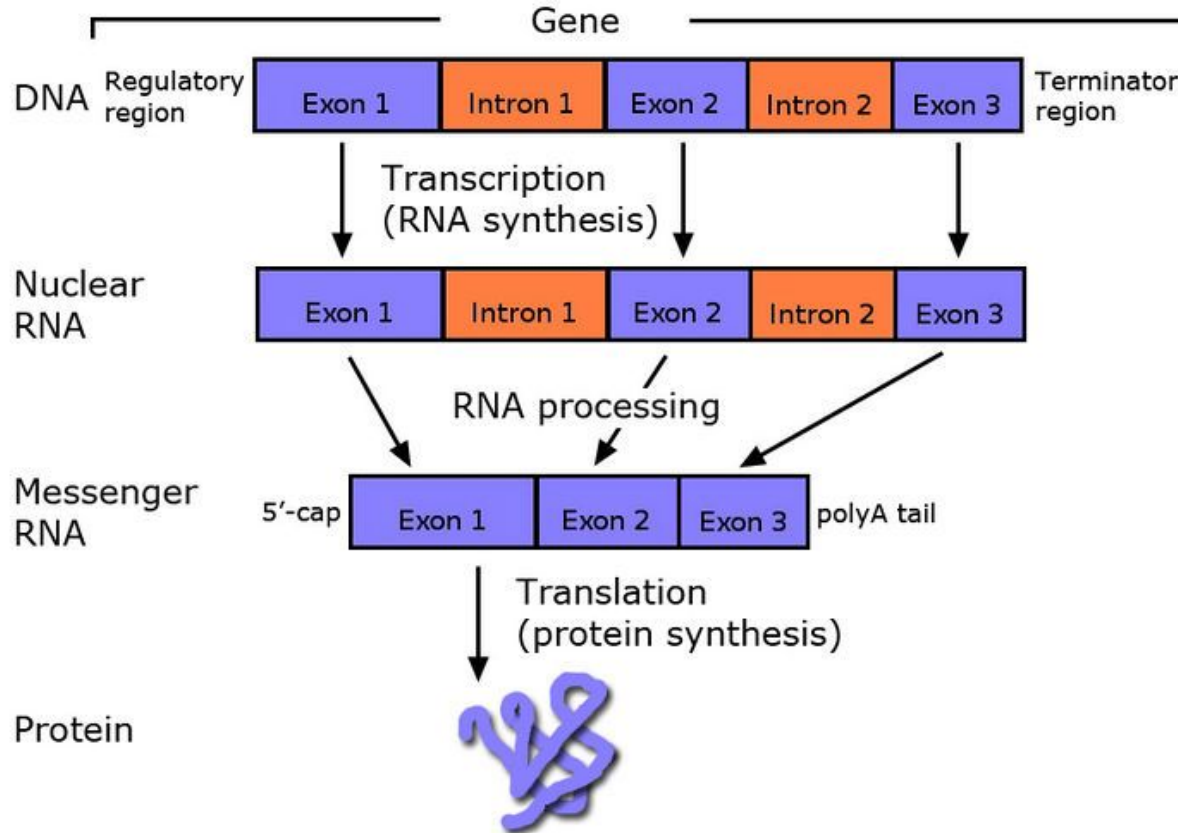 Gene
DNA
Regulatory
region
Exon 1
Intron 1
Exon 2
Intron 2
Exon 3
Terminator
region
Transcription
(RNA synthesis)
Nuclear
RNA
Exon 1
Intron 1
Exon 2
Intron 2
Exon 3
RNA processing
Messenger
RNA
5′-cap
Exon 1
Exon 2
Exon 3
polyA tail
Translation
(protein synthesis)
Protein